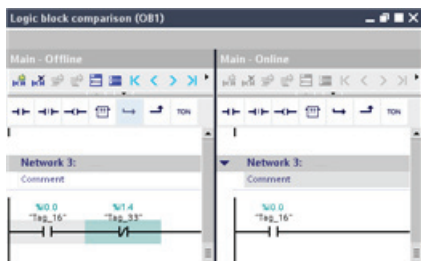 Logic block comparison (OB1)
Main - Offline
Main - Online
TON
TON
Network 3:
Comment
Network 3:
Comment
%I0.0
"Tag_16"
%I1.4
"Tag_33"
%I0.0
"Tag_16"